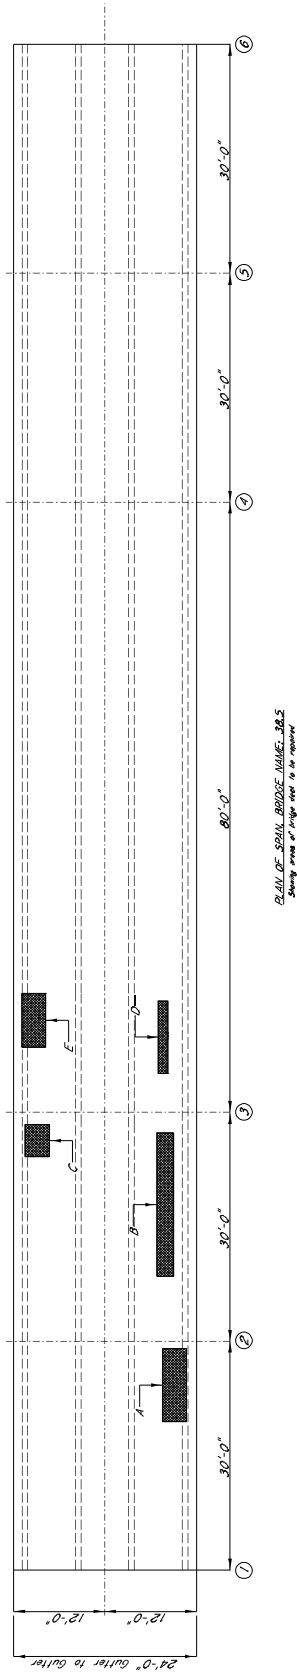 6
30'-0"
5
30'-0"
4
80'-0"
3
30'-0"
2
30'-0"
1
E
C
D
B
A
12'-0"
12'-0"
24'-0" Gutter to Gutter
PLAN OF SPAN, BRIDGE NAME: 38.5
Showing areas of bridge deck to be repaired